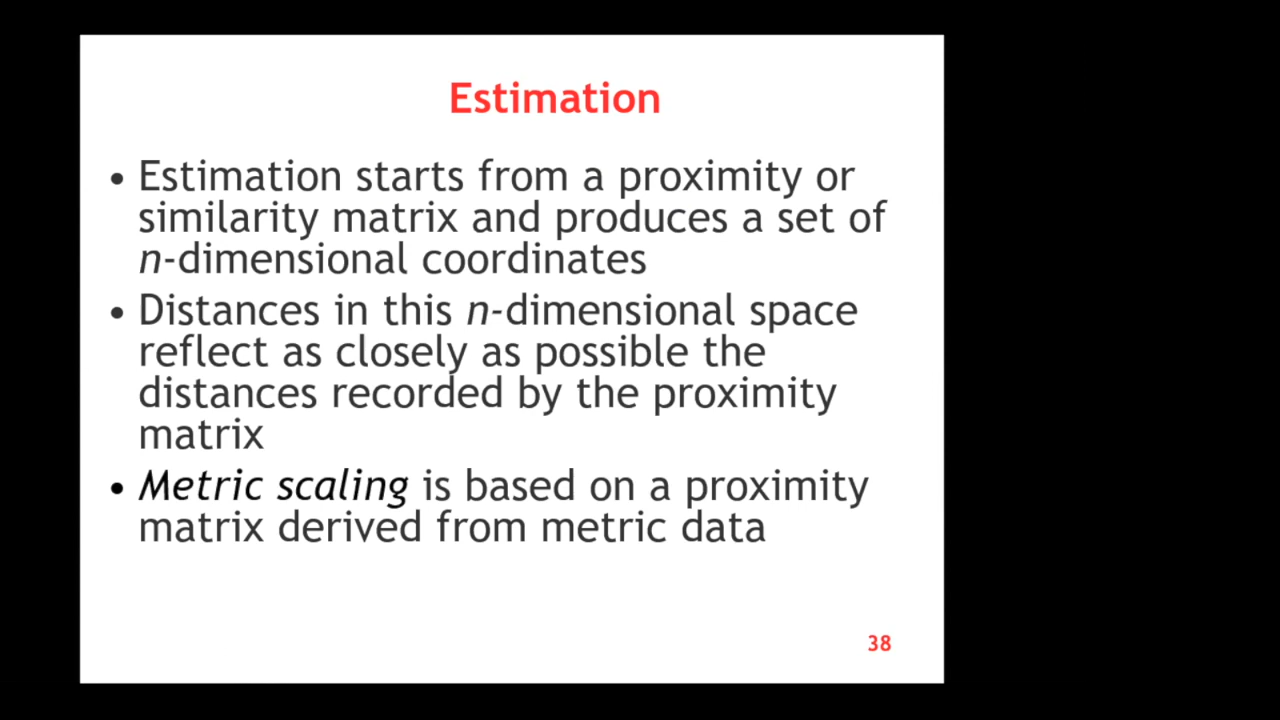 Estimation
• Estimation starts from a proximity or
similarity matrix and produces a set of
n-dimensional coordinates
• Distances in this n-dimensional space
reflect as closely as possible the
distances recorded by the proximity
matrix
• Metric scaling is based on a proximity
matrix derived from metric data
38